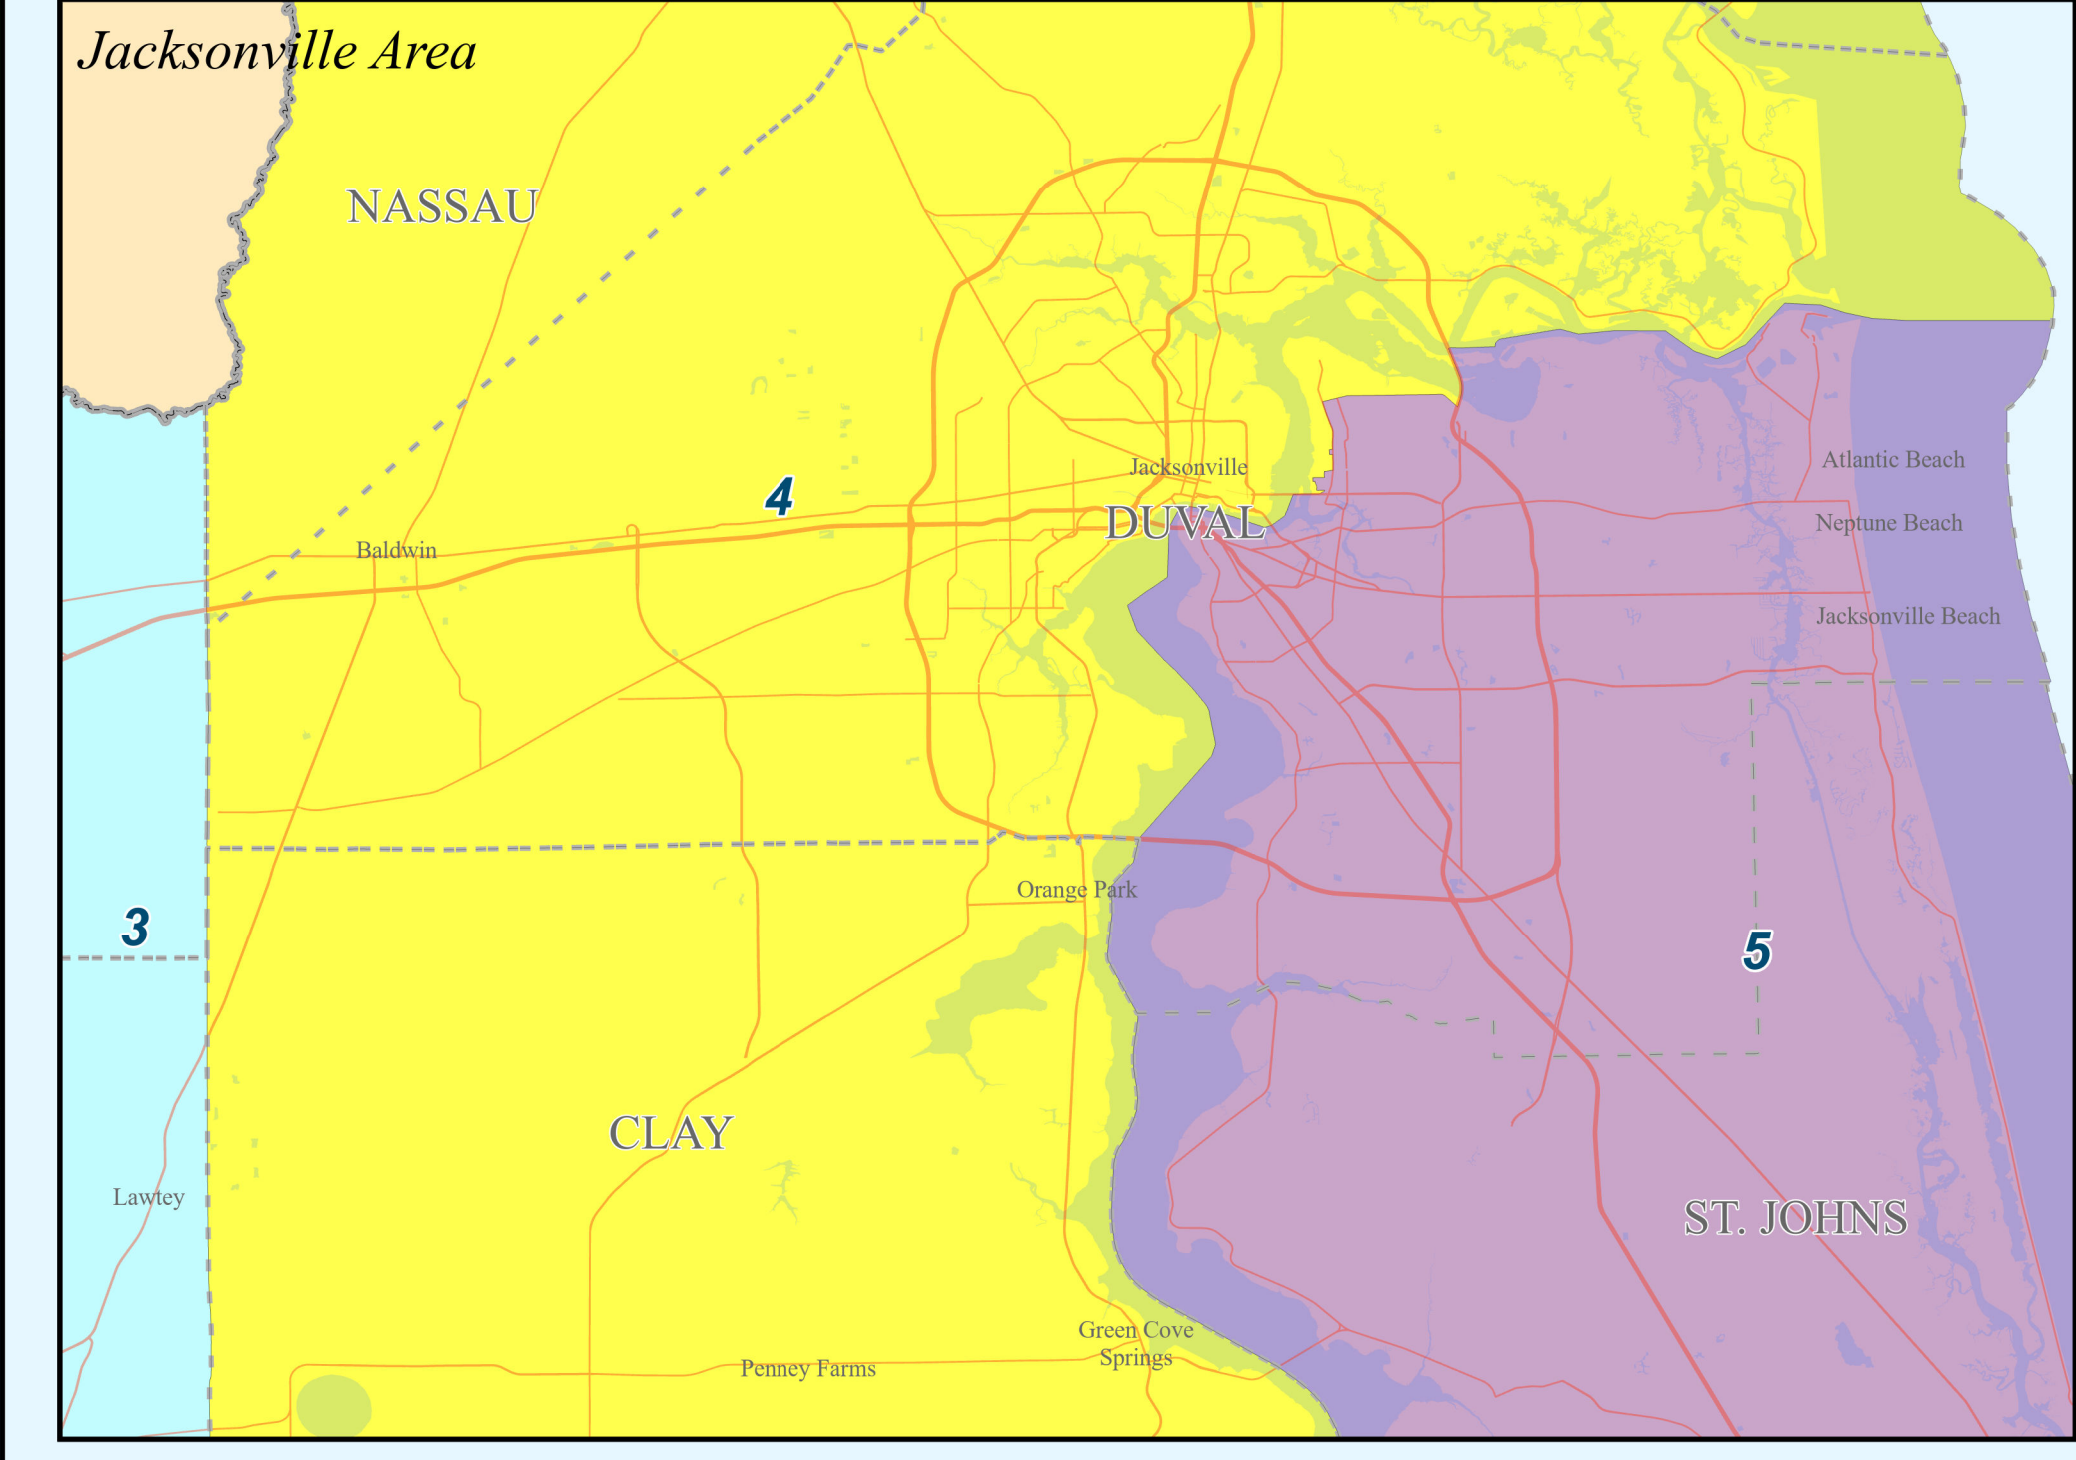 Jacksonville Area
NASSAU
Atlantic Beach
Jacksonville
4
DUVAL
Neptune Beach
Baldwin
Jacksonville Beach
Orange Park
3
5
CLAY
Lawtey
ST. JOHNS
Green Cove
Springs
Penney Farms